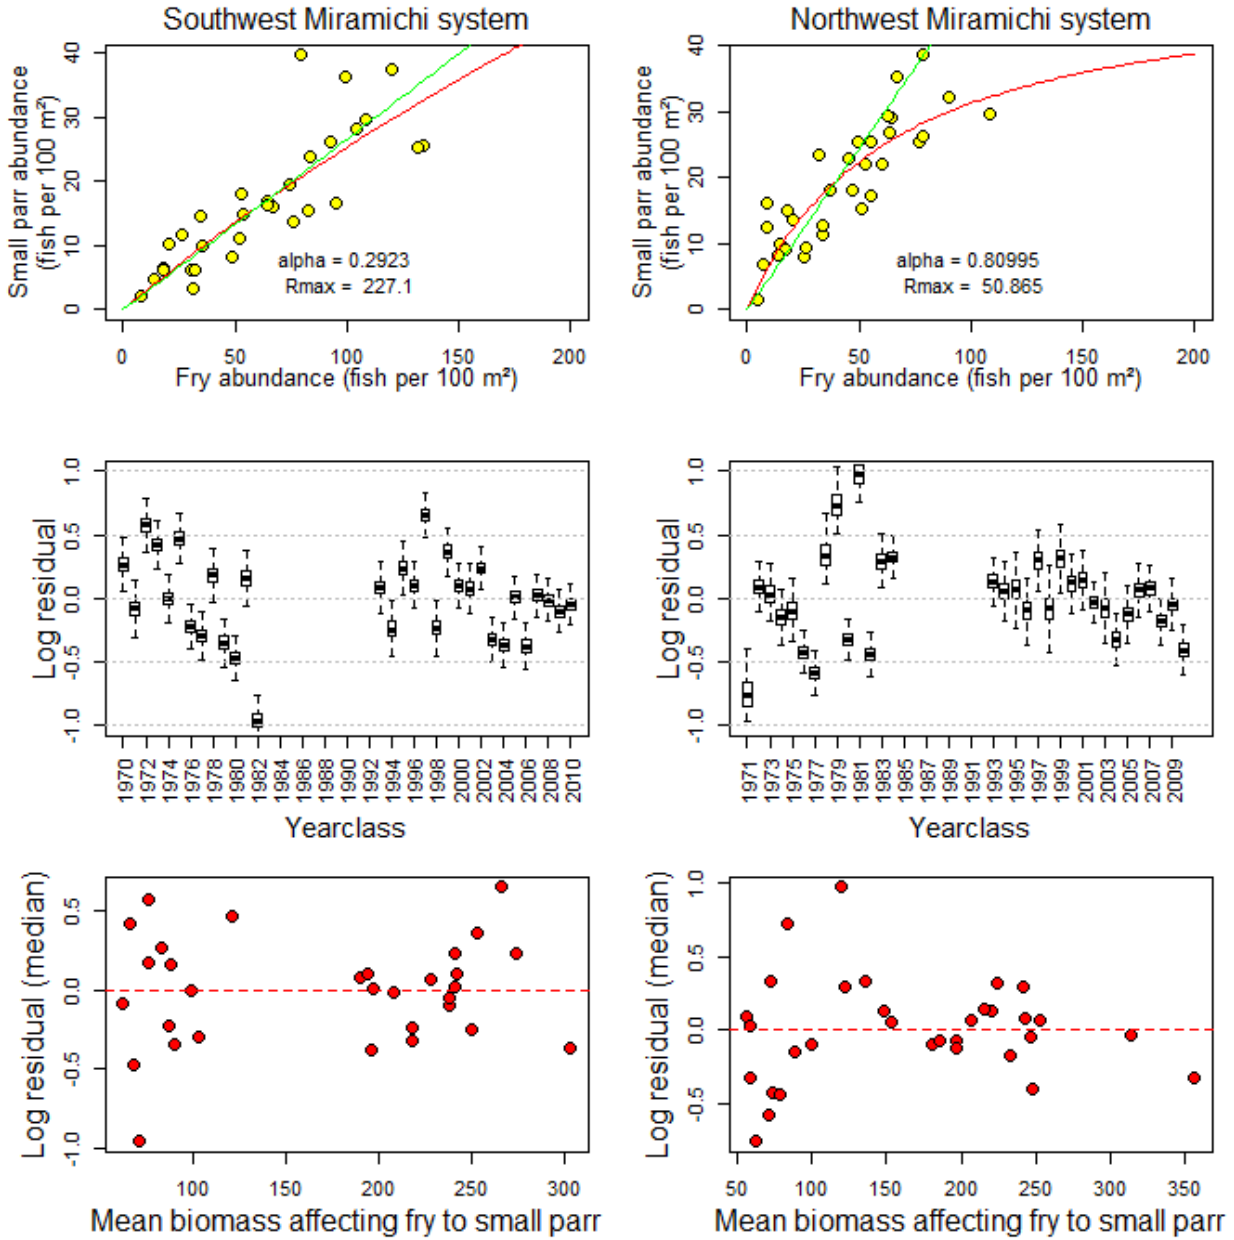 Southwest Miramichi system
Small parr abundance
(fish per 100 m²)
0 10 20 30 40
alpha = 0.2923
Rmax = 227.1
0 50 100 150 200
Fry abundance (fish per 100 m²)
Northwest Miramichi system
Small parr abundance
(fish per 100 m²)
0 10 20 30 40
alpha = 0.80995
Rmax = 50.865
0 50 100 150 200
Fry abundance (fish per 100 m²)
Log residual
-1.0 -0.5 0.0 0.5 1.0
1970 1972 1974 1976 1978 1980 1982 1984 1986 1988 1990 1992 1994 1996 1998 2000 2002 2004 2006 2008 2010
Yearclass
Log residual
-1.0 -0.5 0.0 0.5 1.0
1971 1973 1975 1977 1979 1981 1983 1985 1987 1989 1991 1993 1995 1997 1999 2001 2003 2005 2007 2009
Yearclass
Log residual (median)
-1.0 -0.5 0.0 0.5
100 150 200 250 300
Mean biomass affecting fry to small parr
Log residual (median)
-0.5 0.0 0.5 1.0
50 100 150 200 250 300 350
Mean biomass affecting fry to small parr